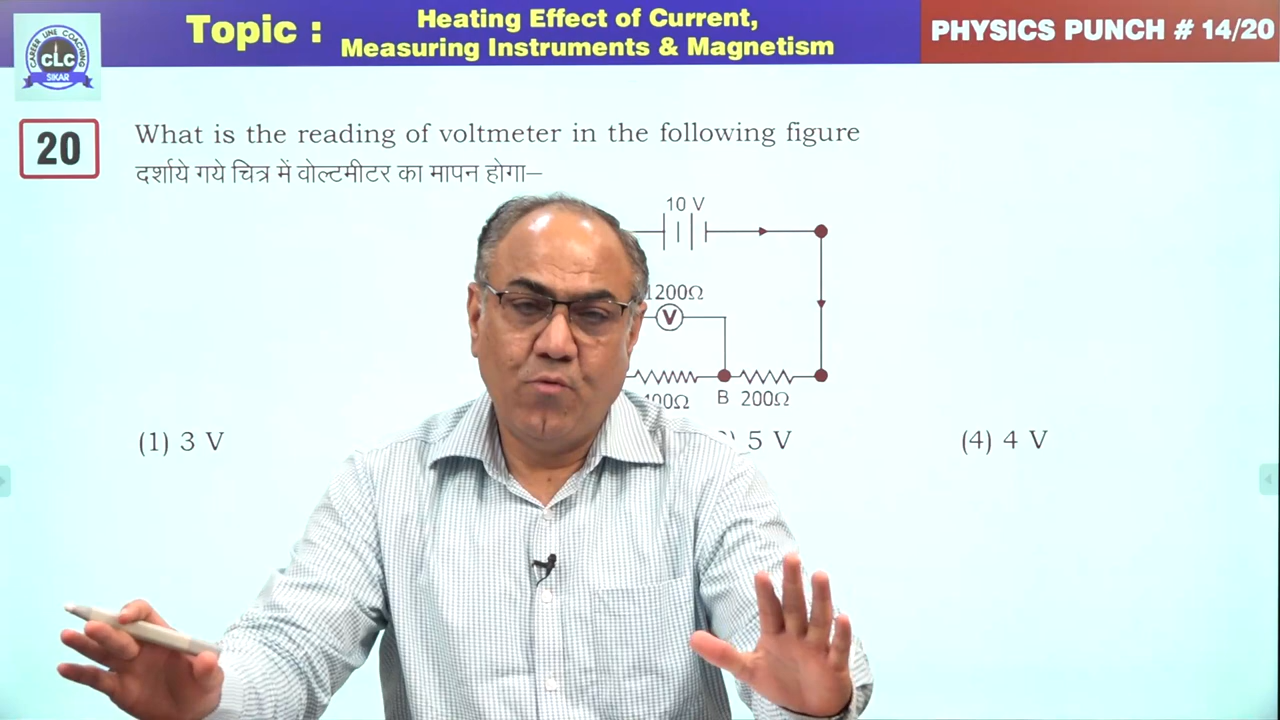 Topic :
Heating Effect of Current,
Measuring Instruments & Magnetism
PHYSICS PUNCH # 14/20
CAREER LINE COACHING
CLC
SIKAR
20
What is the reading of voltmeter in the following figure
दर्शाये गये चित्र में वोल्टमीटर का मापन होगा–
10 V
1200Ω
V
B
200Ω
(1) 3 V
5 V
(4) 4 V